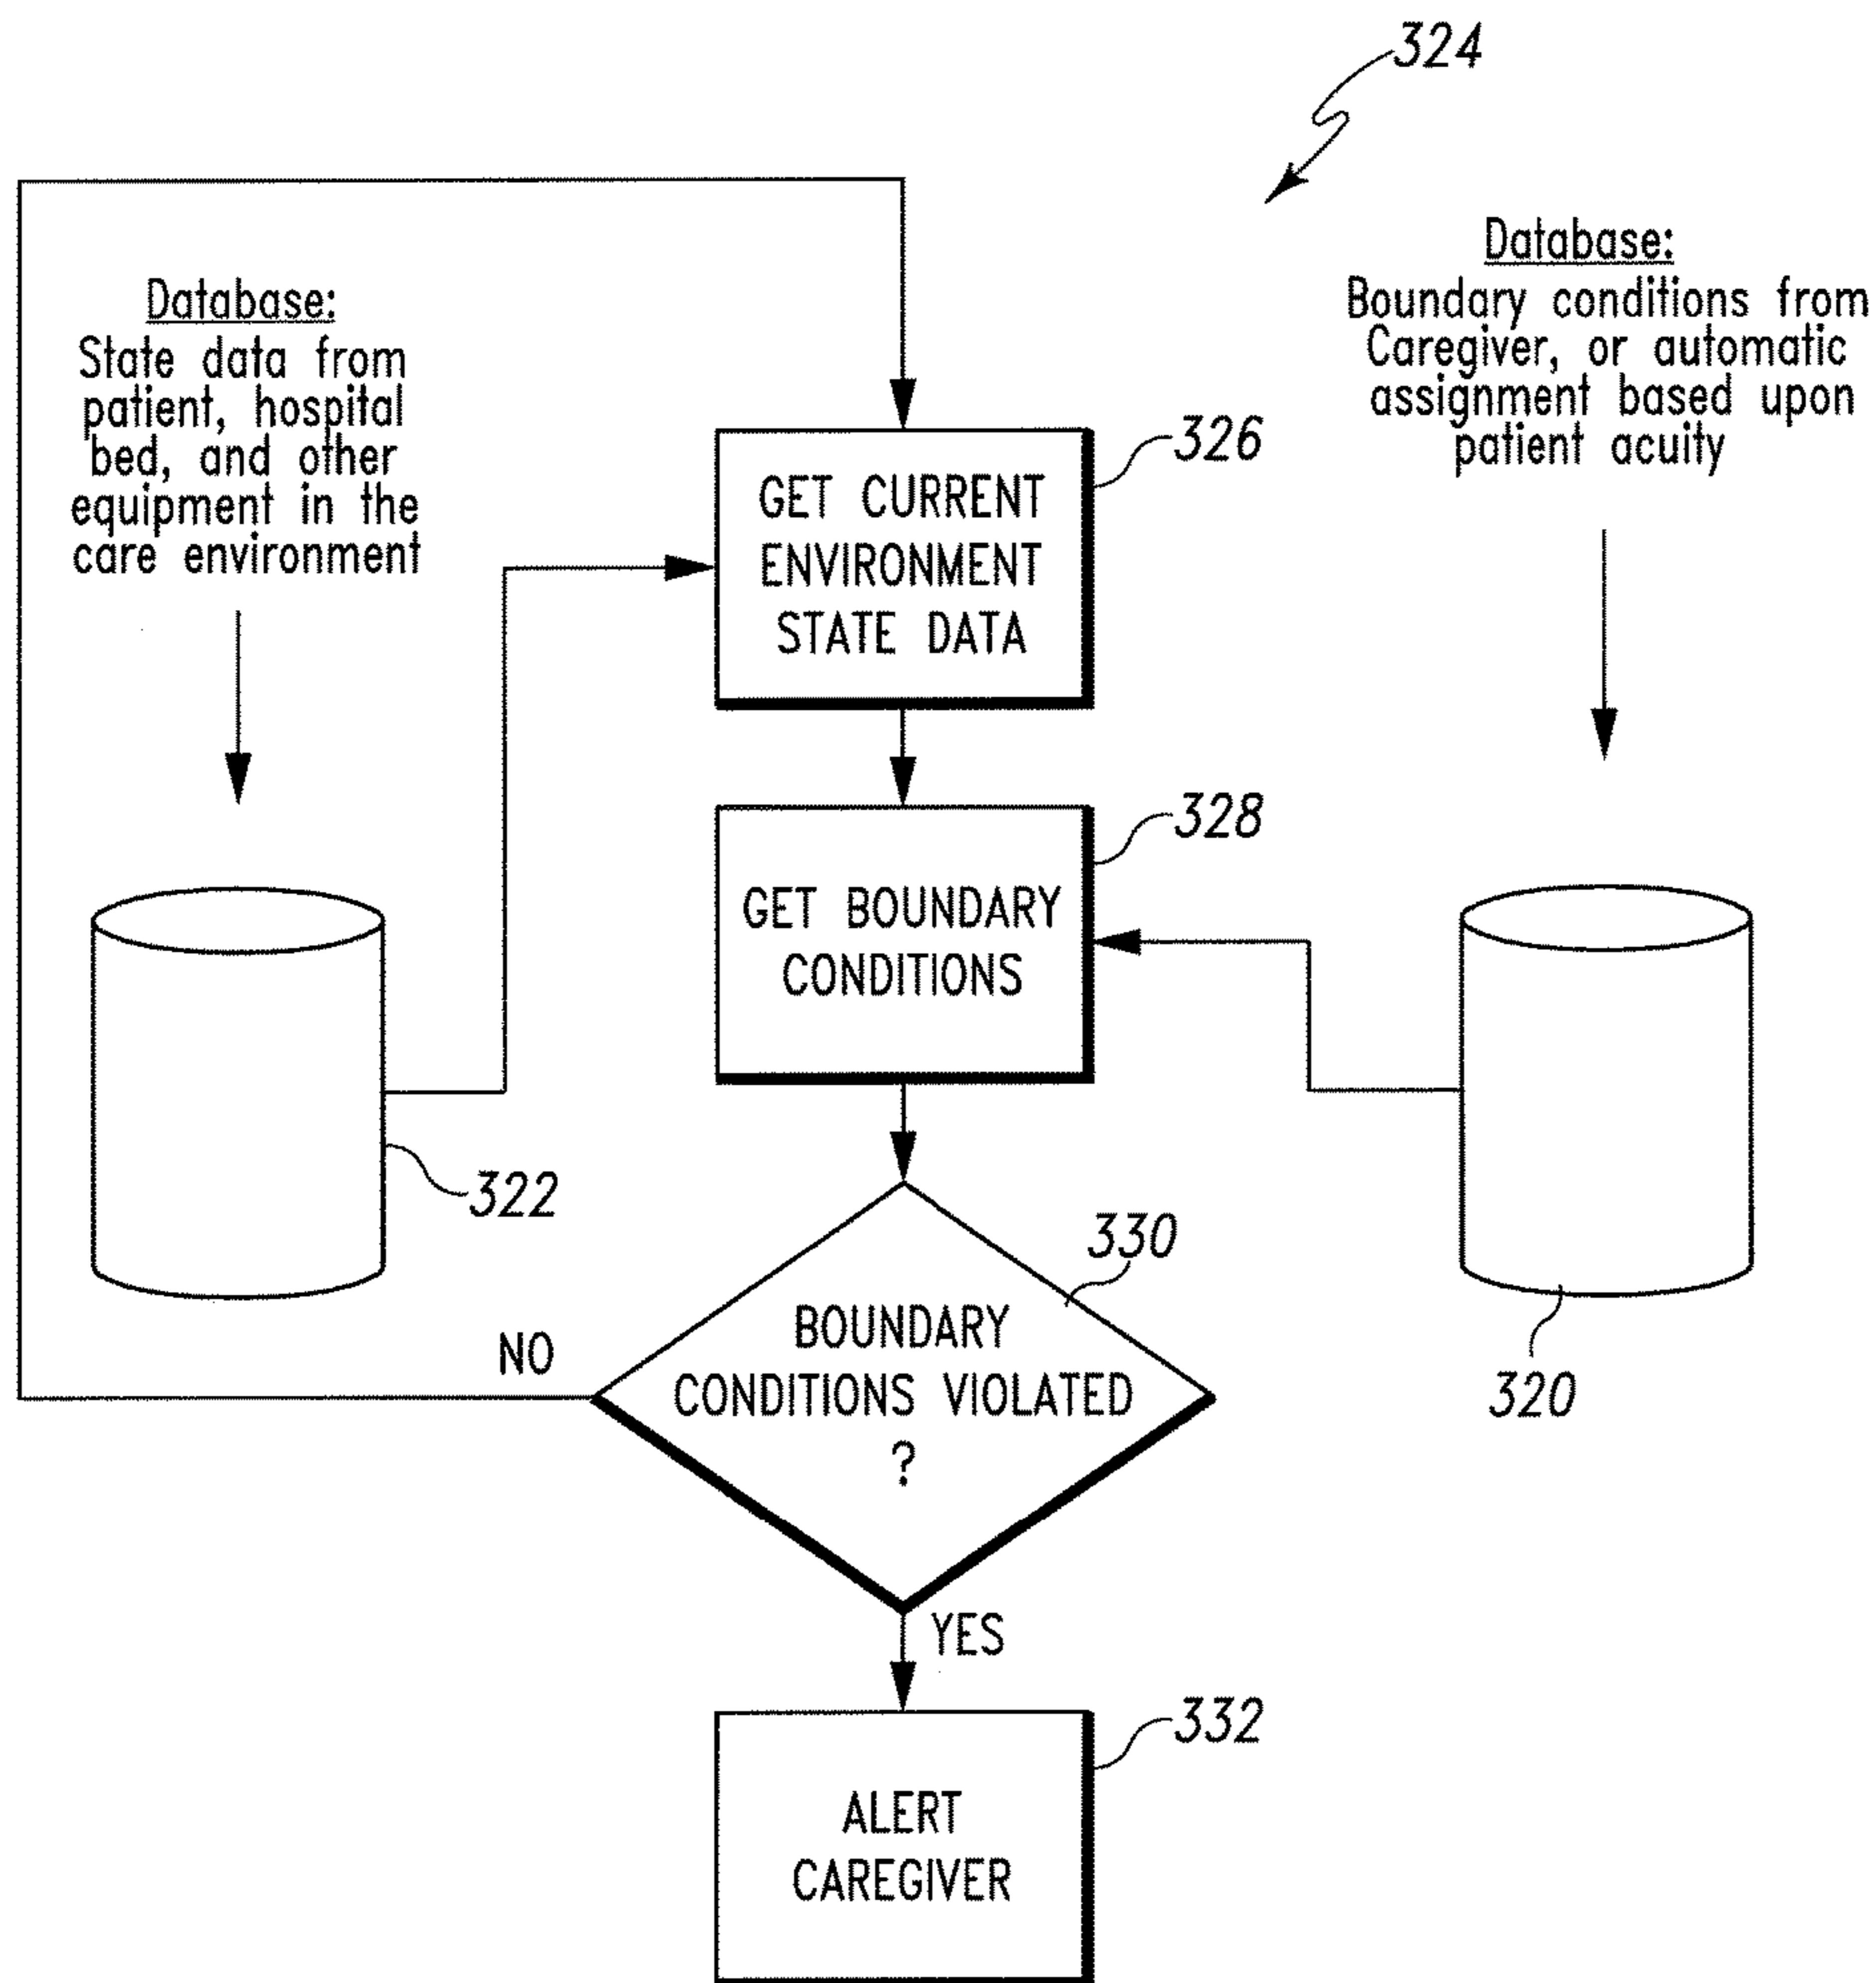 324
Database:
State data from
patient, hospital
bed, and other
equipment in the
care environment
Database:
Boundary conditions from
Caregiver, or automatic
assignment based upon
patient acuity
326
GET CURRENT
ENVIRONMENT
STATE DATA
328
GET BOUNDARY
CONDITIONS
322
330
BOUNDARY
CONDITIONS VIOLATED
?
NO
320
YES
332
ALERT
CAREGIVER